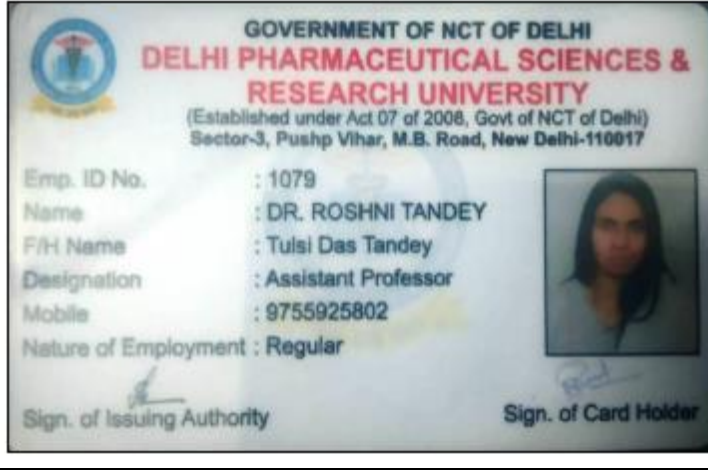 GOVERNMENT OF NCT OF DELHI
DELHI PHARMACEUTICAL SCIENCES &
RESEARCH UNIVERSITY
(Established under Act 07 of 2008, Govt of NCT of Delhi)
Sector-3, Pushp Vihar, M.B. Road, New Delhi-110017
Emp. ID No. : 1079
Name : DR. ROSHNI TANDEY
F/H Name : Tulsi Das Tandey
Designation : Assistant Professor
Mobile : 9755925802
Nature of Employment : Regular
Sign. of Issuing Authority Sign. of Card Holder